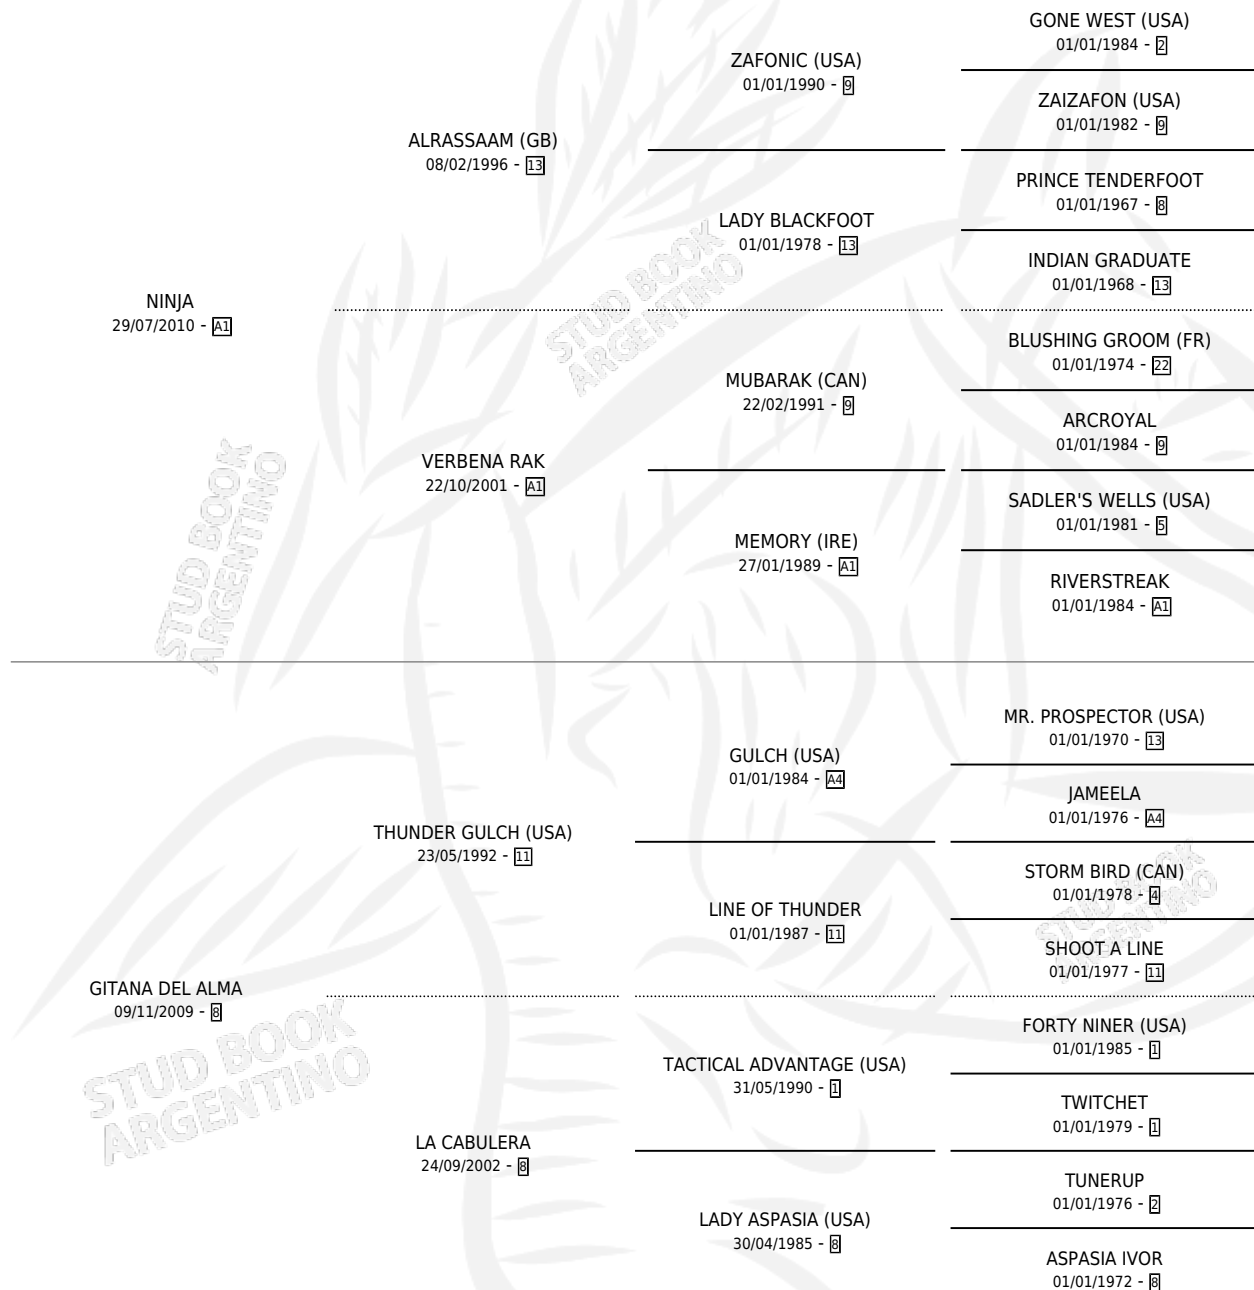 GONE WEST (USA)
01/01/1984 - 2
ZAFONIC (USA)
01/01/1990 - 9
ZAIZAFON (USA)
01/01/1982 - 9
ALRASSAAM (GB)
08/02/1996 - 13
PRINCE TENDERFOOT
01/01/1967 - 8
LADY BLACKFOOT
01/01/1978 - 13
INDIAN GRADUATE
01/01/1968 - 13
NINJA
29/07/2010 - A1
BLUSHING GROOM (FR)
01/01/1974 - 22
MUBARAK (CAN)
22/02/1991 - 9
ARCROYAL
01/01/1984 - 9
VERBENA RAK
22/10/2001 - A1
SADLER'S WELLS (USA)
01/01/1981 - 5
MEMORY (IRE)
27/01/1989 - A1
RIVERSTREAK
01/01/1984 - A1
MR. PROSPECTOR (USA)
01/01/1970 - 13
GULCH (USA)
01/01/1984 - A4
JAMEELA
01/01/1976 - A4
THUNDER GULCH (USA)
23/05/1992 - 11
STORM BIRD (CAN)
01/01/1978 - 4
LINE OF THUNDER
01/01/1987 - 11
SHOOT A LINE
01/01/1977 - 11
GITANA DEL ALMA
09/11/2009 - 8
FORTY NINER (USA)
01/01/1985 - 1
TACTICAL ADVANTAGE (USA)
31/05/1990 - 1
TWITCHET
01/01/1979 - 1
LA CABULERA
24/09/2002 - 8
TUNERUP
01/01/1976 - 2
LADY ASPASIA (USA)
30/04/1985 - 8
ASPASIA IVOR
01/01/1972 - 8
STUD BOOK
ARGENTINO
STUD BOOK
ARGENTINO
STUD BOOK
ARGENTINO
STUD BOOK
ARGENTINO